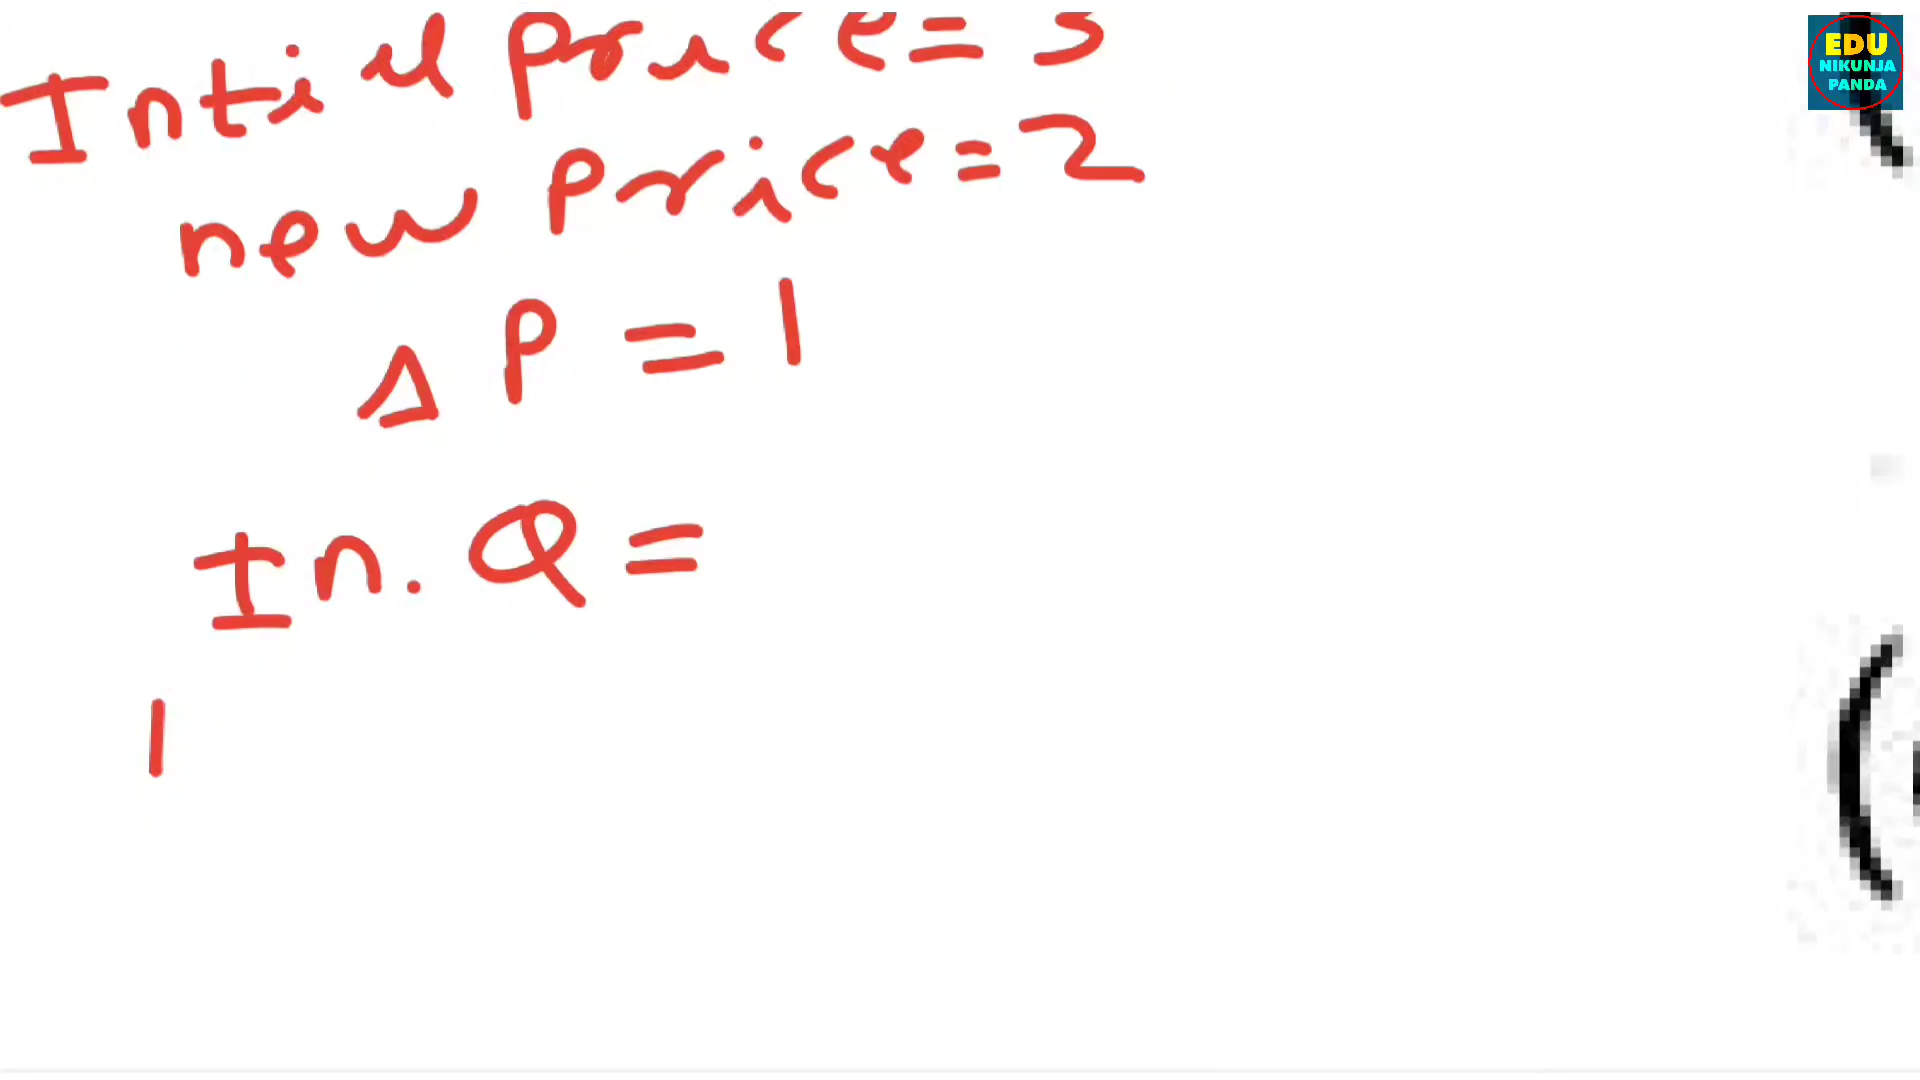 Intial price = 3
new price = 2
Δ P = 1
In. Q =
1
EDU
NIKUNJA
PANDA